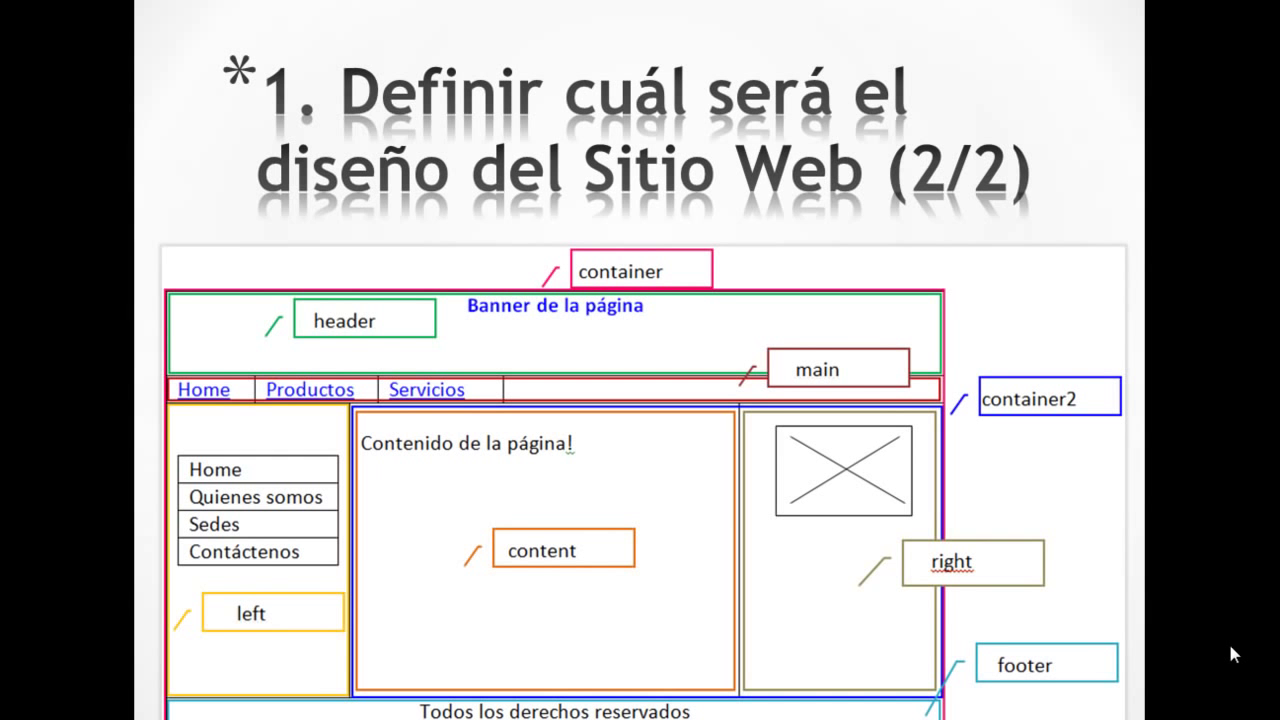 *1. Definir cuál será el
diseño del Sitio Web (2/2)
container
Banner de la página
header
main
Home Productos Servicios
container2
Contenido de la página!
Home
Quienes somos
Sedes
Contáctenos
content
right
left
footer
Todos los derechos reservados